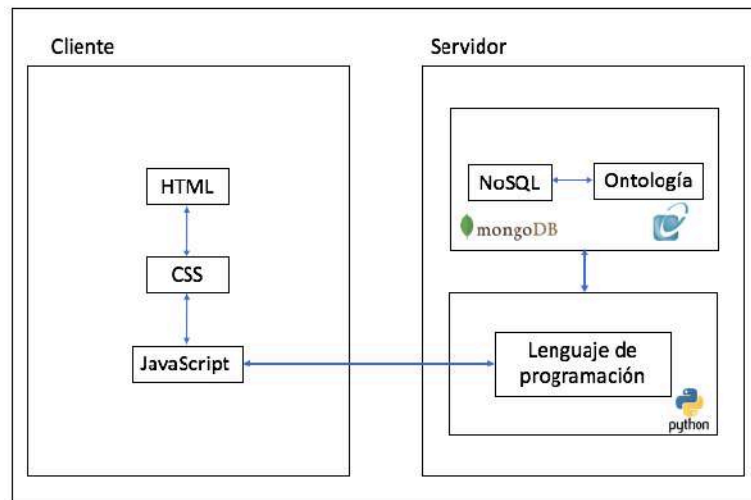 Cliente
HTML
CSS
JavaScript
Servidor
NoSQL
Ontología
mongoDB
Lenguaje de
programación
python